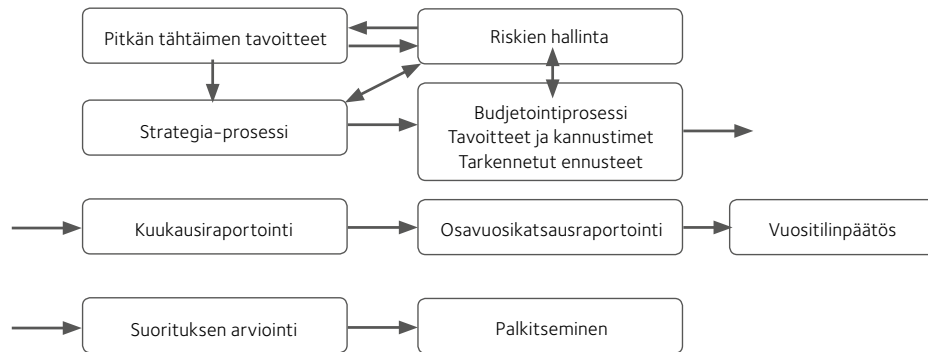 Pitkän tähtäimen tavoitteet
Riskien hallinta
Strategia-prosessi
Budjetointiprosessi
Tavoitteet ja kannustimet
Tarkennetut ennusteet
Kuukausiraportointi
Osavuosikatsausraportointi
Vuositilinpäätös
Suorituksen arviointi
Palkitseminen